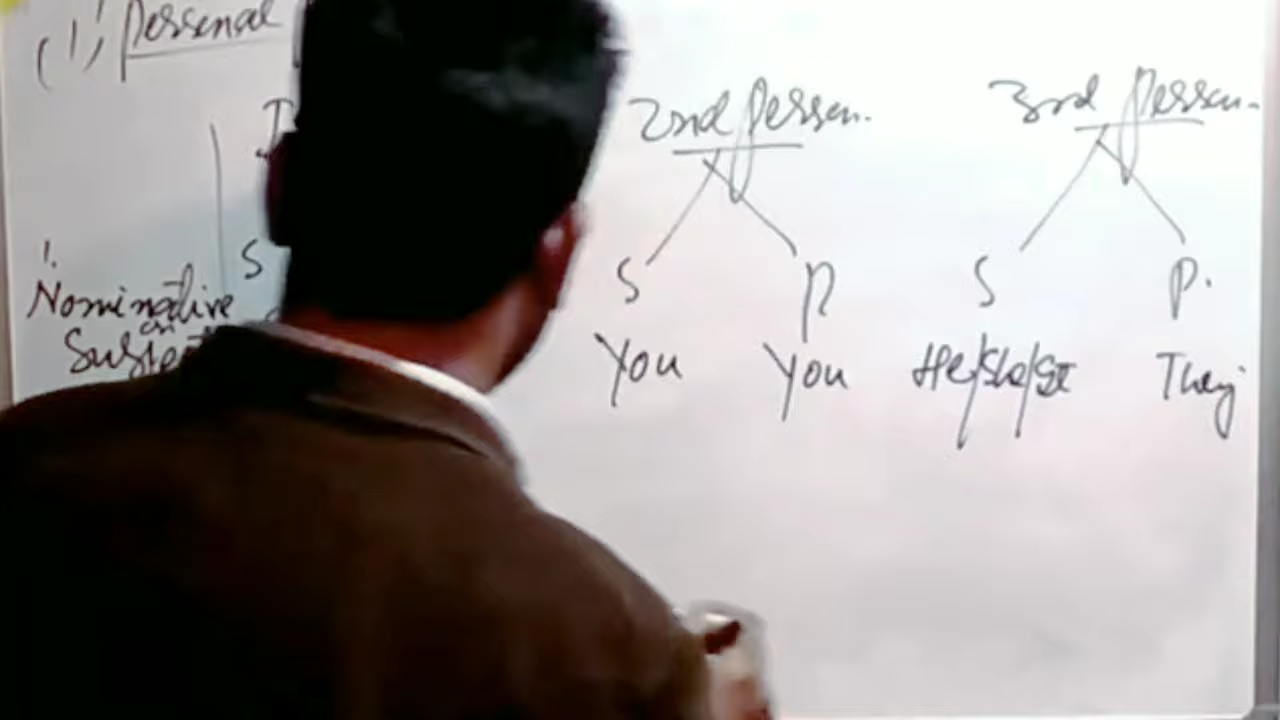 (1) Personal
2nd Person. 3rd Person.
S S P S P.
1.
Nominative You You He/She/It They
or